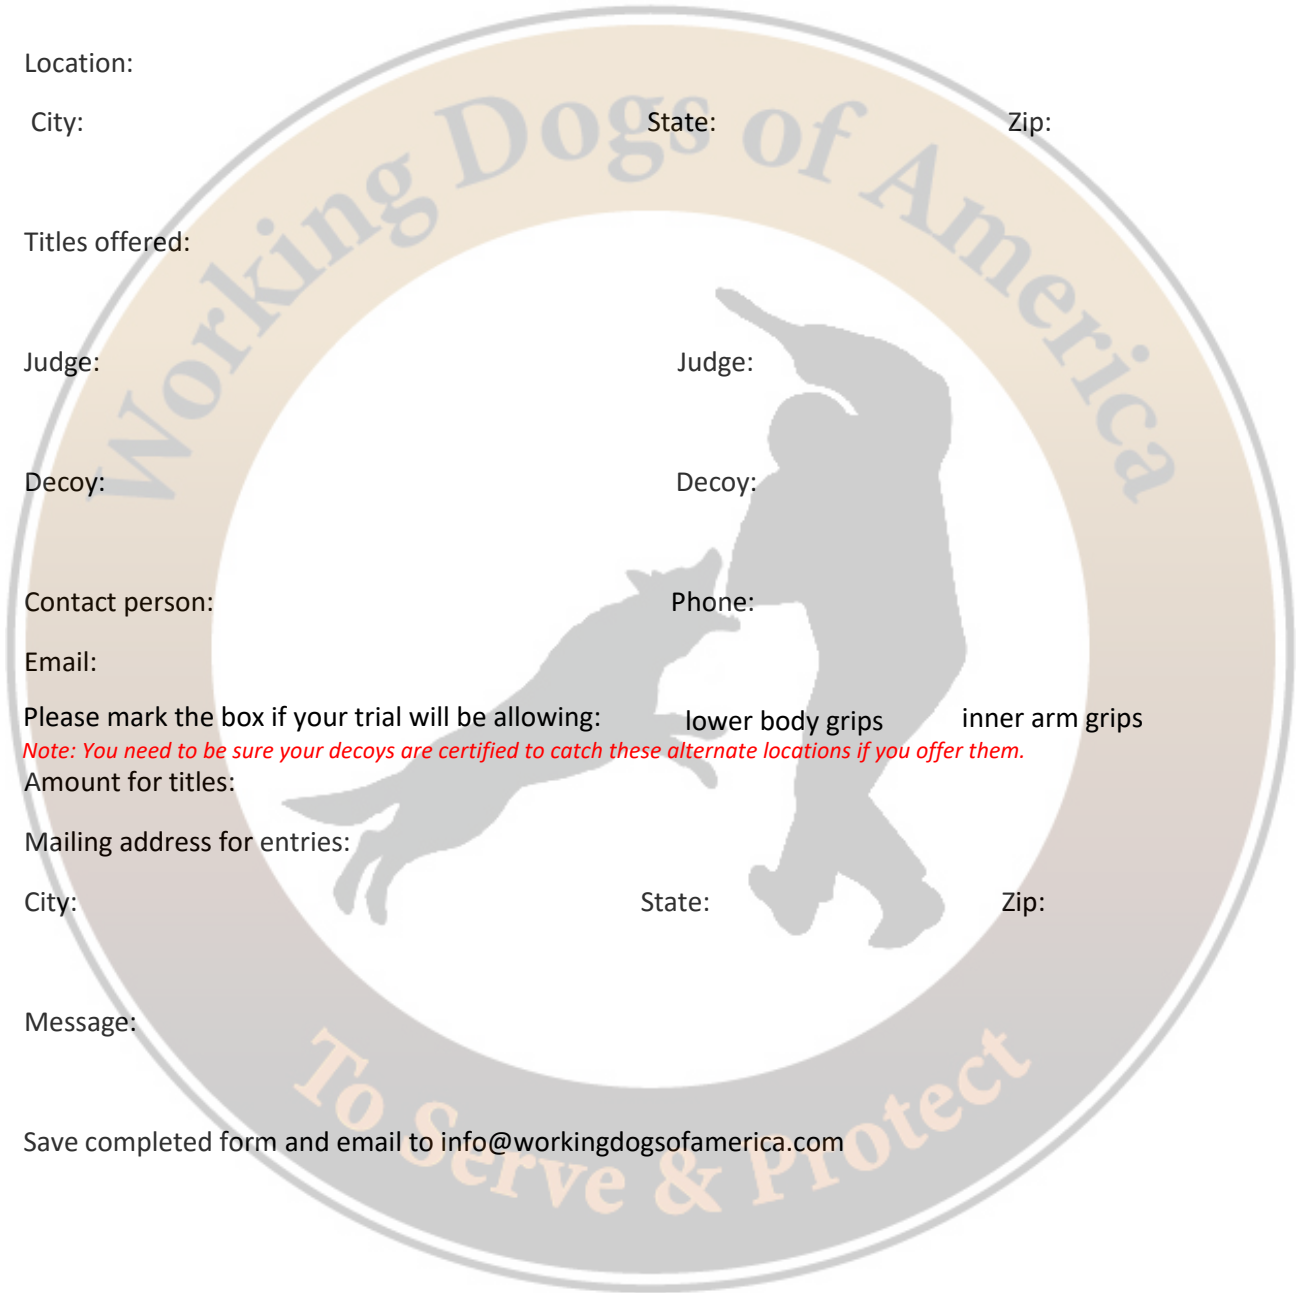 Working Dogs of America
Location:
City: State: Zip:
Titles offered:
Judge: Judge:
Decoy: Decoy:
Contact person: Phone:
Email:
Please mark the box if your trial will be allowing: lower body grips inner arm grips
Note: You need to be sure your decoys are certified to catch these alternate locations if you offer them.
Amount for titles:
Mailing address for entries:
City: State: Zip:
Message:
Save completed form and email to info@workingdogsofamerica.com
To Serve & Protect